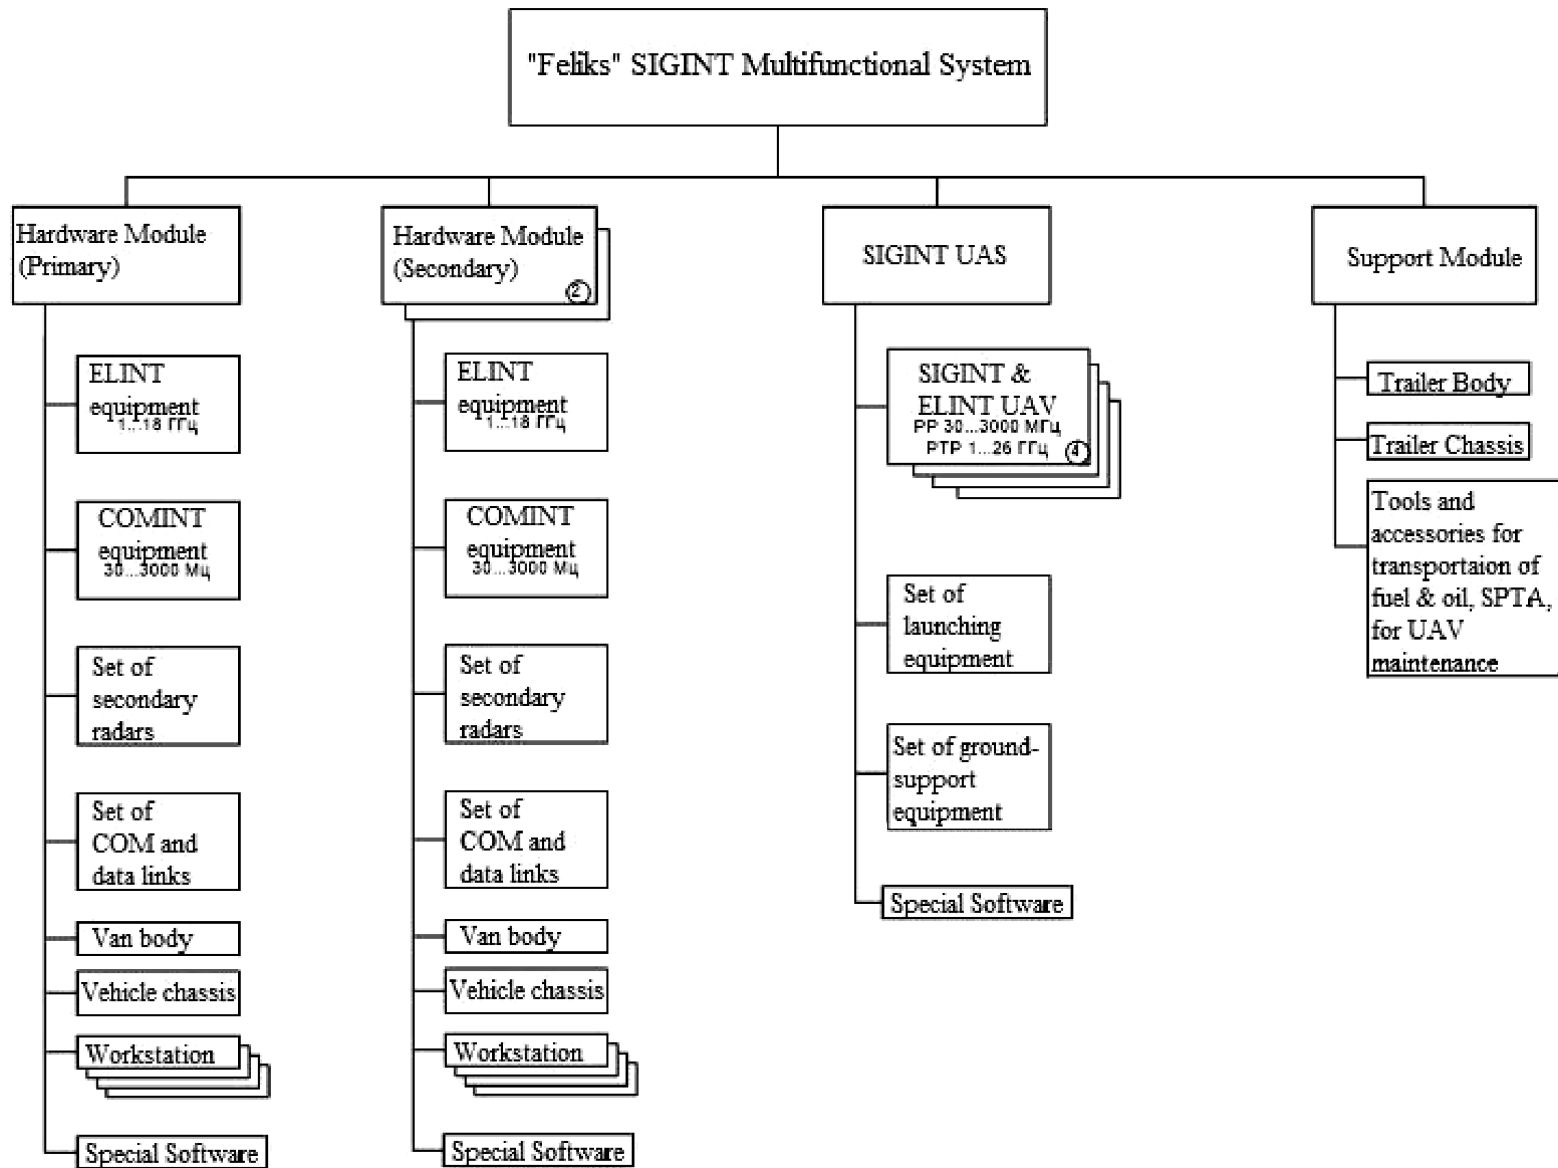 "Feliks" SIGINT Multifunctional System
Hardware Module
(Primary)
ELINT
equipment
1...18 ГГц
COMINT
equipment
30...3000 Мц
Set of
secondary
radars
Set of
COM and
data links
Van body
Vehicle chassis
Workstation
Special Software
Hardware Module
(Secondary)
2
ELINT
equipment
1...18 ГГц
COMINT
equipment
30...3000 Мц
Set of
secondary
radars
Set of
COM and
data links
Van body
Vehicle chassis
Workstation
Special Software
SIGINT UAS
SIGINT &
ELINT UAV
РР 30...3000 МГц
РТР 1...26 ГГц
4
Set of
launching
equipment
Set of ground-
support
equipment
Special Software
Support Module
Trailer Body
Trailer Chassis
Tools and
accessories for
transportaion of
fuel & oil, SPTA,
for UAV
maintenance